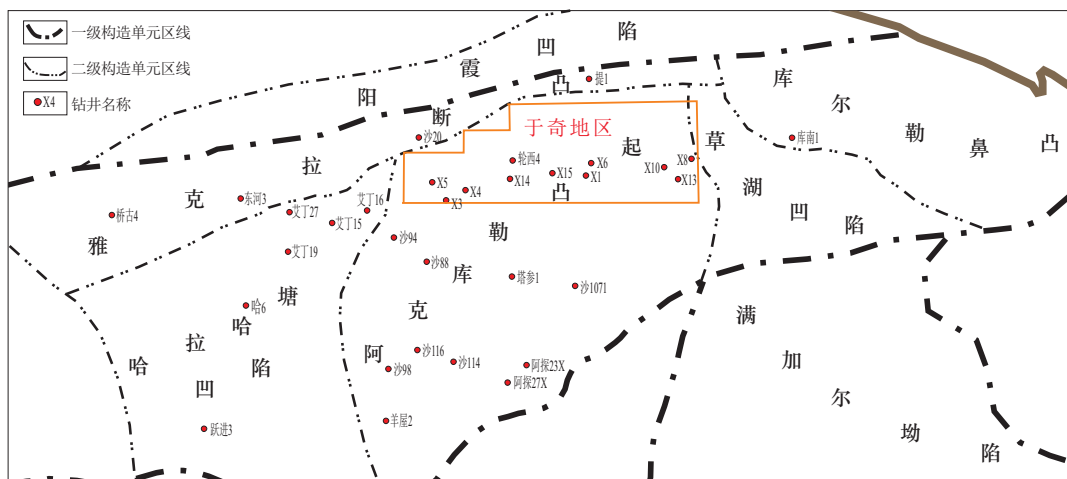 一级构造单元区线
二级构造单元区线
X4 钻井名称
阳霞凹陷
雅克拉断凸
库尔勒鼻凸
草湖凹陷
阿克库勒凸起
哈拉哈塘凹陷
满加尔坳陷
于奇地区
提1
沙20
库南1
轮西4
X6
X10
X8
X15
X1
X14
X13
X5
X4
X3
桥古4
东河3
艾丁27
艾丁16
艾丁15
艾丁19
沙94
沙88
塔参1
沙1071
哈6
沙116
沙114
沙98
阿探23X
阿探27X
羊屋2
跃进3